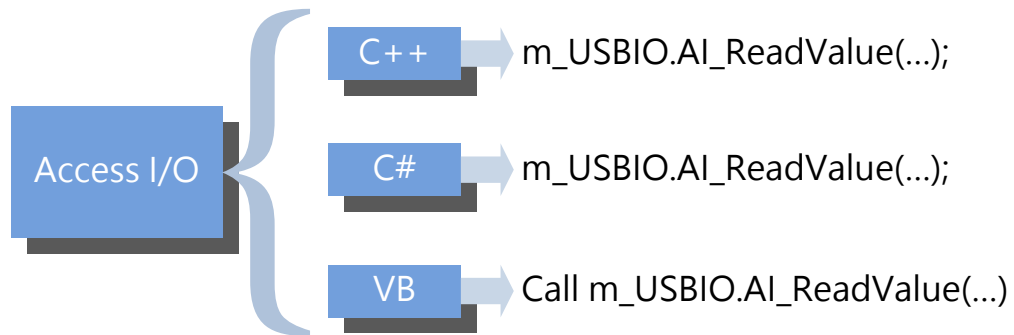 Access I/O
C++
m_USBIO.AI_ReadValue(...);
C#
m_USBIO.AI_ReadValue(...);
VB
Call m_USBIO.AI_ReadValue(...)